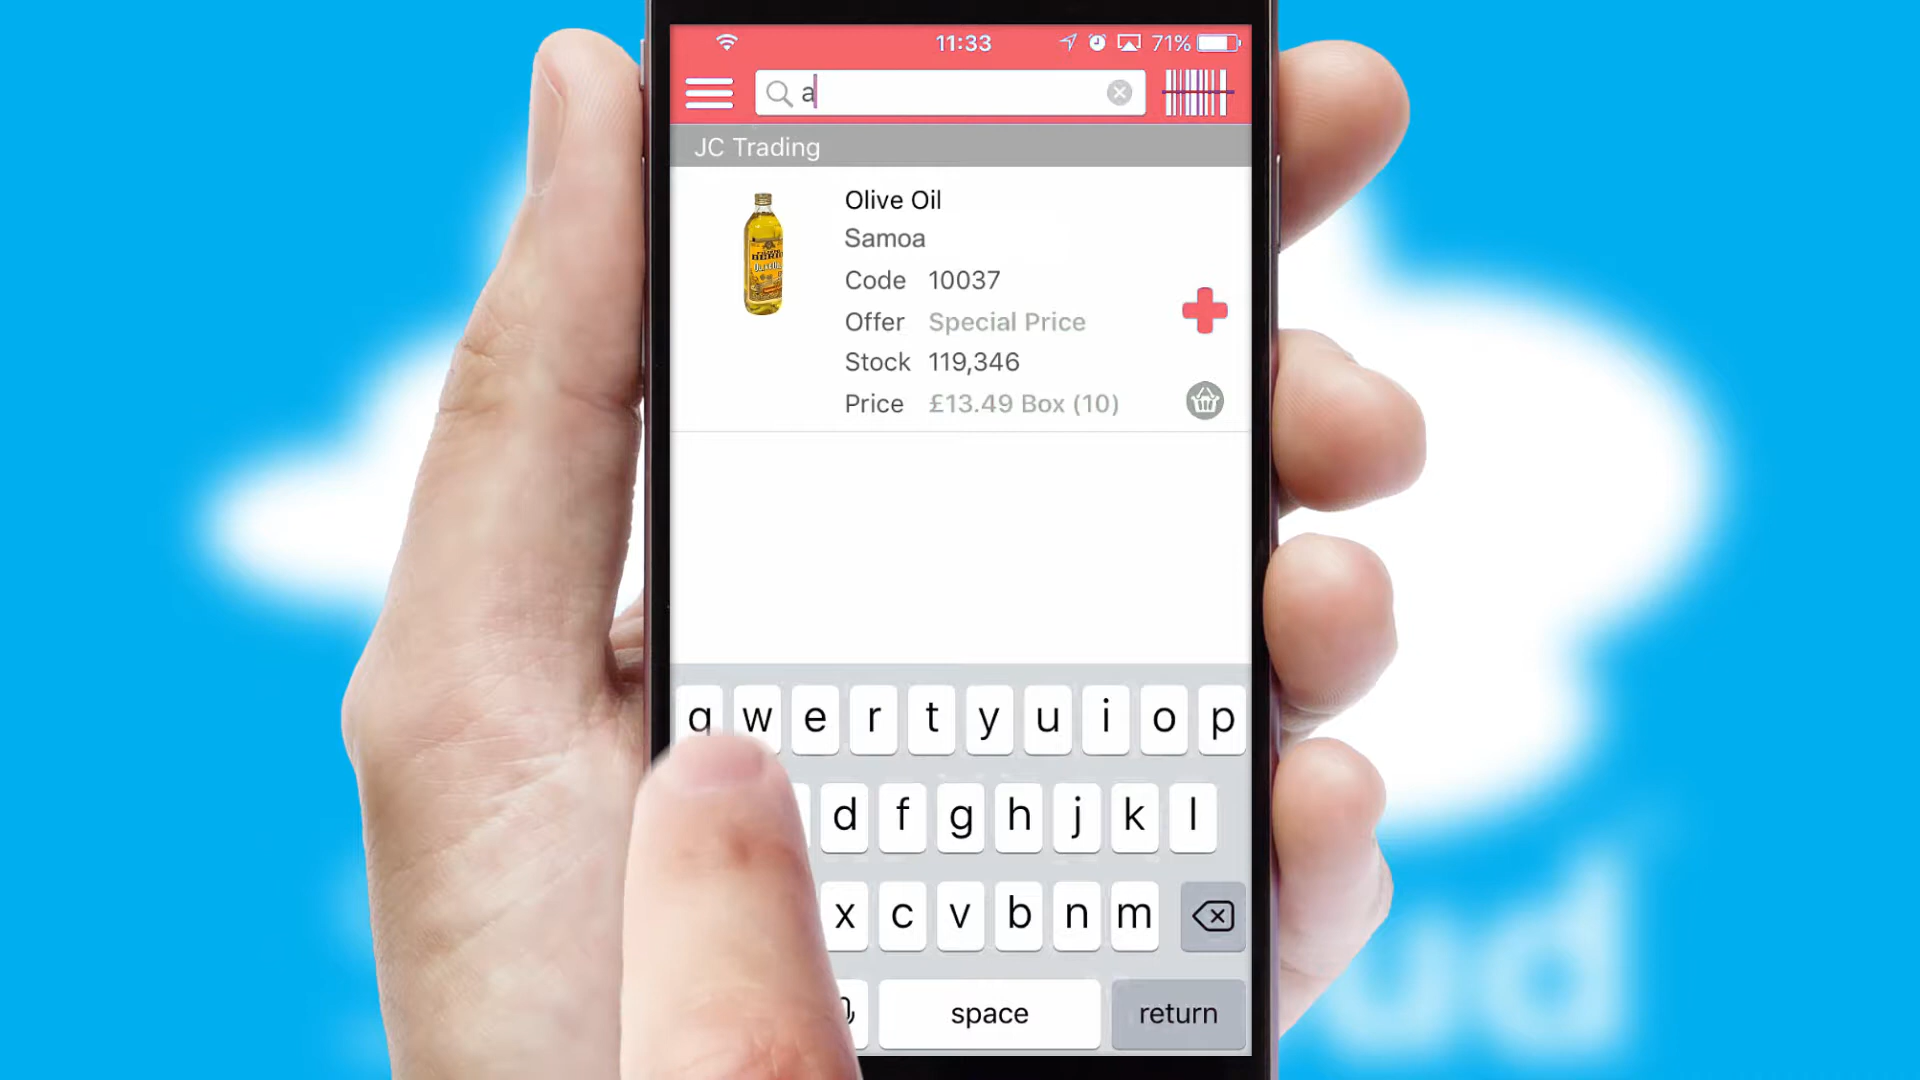 11:33 71%
a
JC Trading
Olive Oil
Samoa
Code 10037
Offer Special Price
Stock 119,346
Price £13.49 Box (10)
q w e r t y u i o p
d f g h j k l
x c v b n m
space return
ud